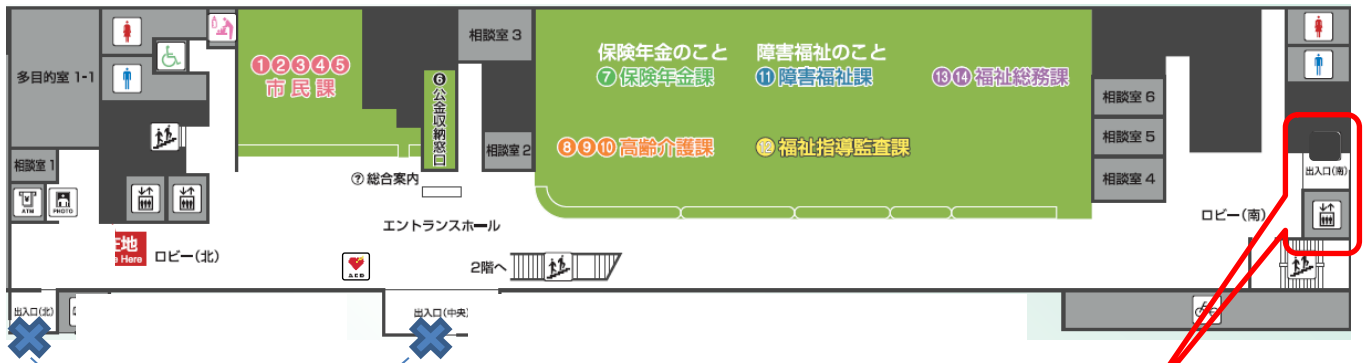 多目的室 1-1
①②③④⑤
市民課
⑥公金収納窓口
相談室 3
相談室 2
保険年金のこと
⑦保険年金課
障害福祉のこと
⑪障害福祉課
⑬⑭福祉総務課
⑧⑨⑩高齢介護課
⑫福祉指導監査課
相談室 6
相談室 5
相談室 4
相談室 1
ATM
PHOTO
?総合案内
エントランスホール
ロビー(北)
在地
Here
AED
2階へ
ロビー(南)
出入口(南)
出入口(北)
出入口(中央)